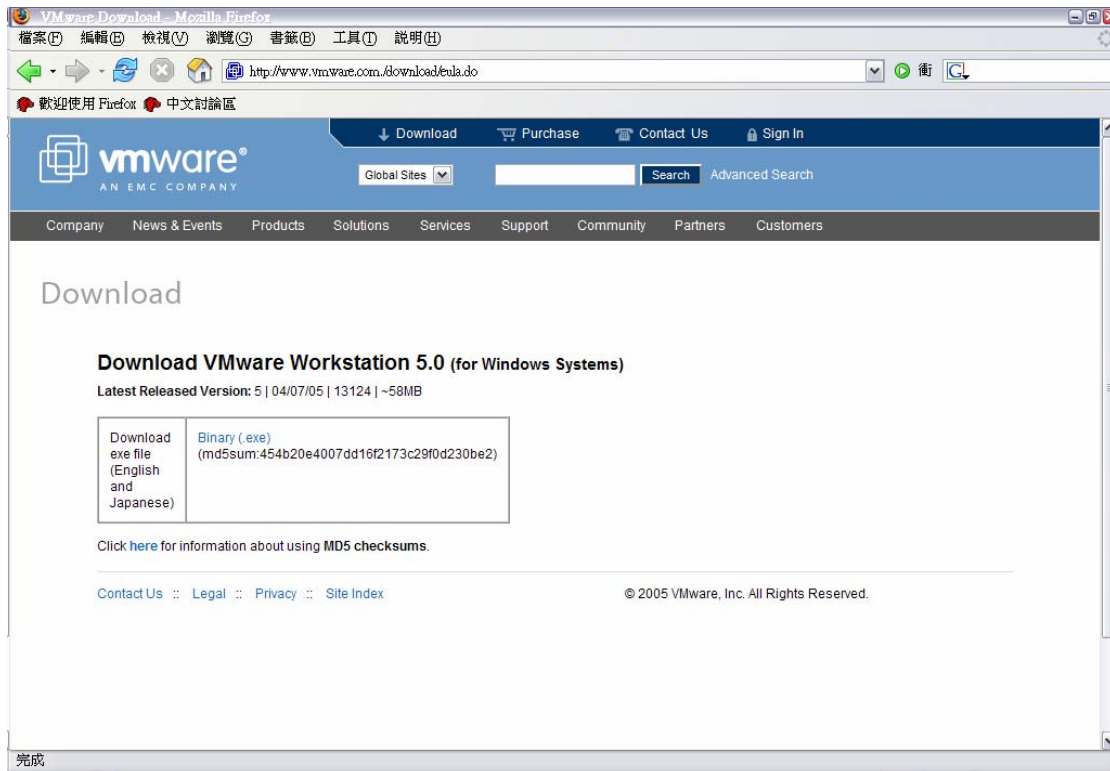 VMware Download - Mozilla Firefox
檔案(F) 編輯(E) 檢視(V) 瀏覽(G) 書籤(B) 工具(T) 説明(H)
http://www.vmware.com./download/eula.do
衝
G
歡迎使用 Firefox 中文討論區
Download Purchase Contact Us Sign In
vmware®
AN EMC COMPANY
Global Sites Search Advanced Search
Company News & Events Products Solutions Services Support Community Partners Customers
Download
Download VMware Workstation 5.0 (for Windows Systems)
Latest Released Version: 5 | 04/07/05 | 13124 | ~58MB
Download
exe file
(English
and
Japanese)
Binary (.exe)
(md5sum:454b20e4007dd16f2173c29f0d230be2)
Click here for information about using MD5 checksums.
Contact Us :: Legal :: Privacy :: Site Index
© 2005 VMware, Inc. All Rights Reserved.
完成